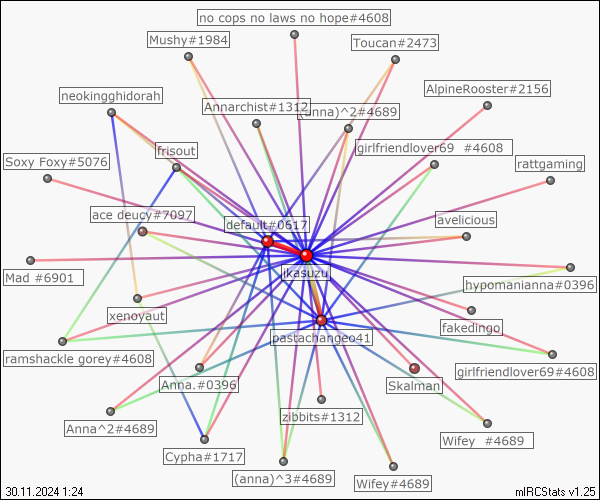 no cops no laws no hope#4608
Mushy#1984
Toucan#2473
AlpineRooster#2156
neokingghidorah
Annarchist#1312
(anna)^2#4689
girlfriendlover69 #4608
frisout
Soxy Foxy#5076
rattgaming
ace deucy#7097
default#0617
avelicious
jkasuzu
Mad #6901
hypomanianna#0396
xenoyaut
fakedingo
pastachangeo41
ramshackle gorey#4608
girlfriendlover69#4608
Anna.#0396
Skalman
zibbits#1312
Anna^2#4689
Wifey #4689
Cypha#1717
(anna)^3#4689
Wifey#4689
30.11.2024 1:24
mIRCStats v1.25